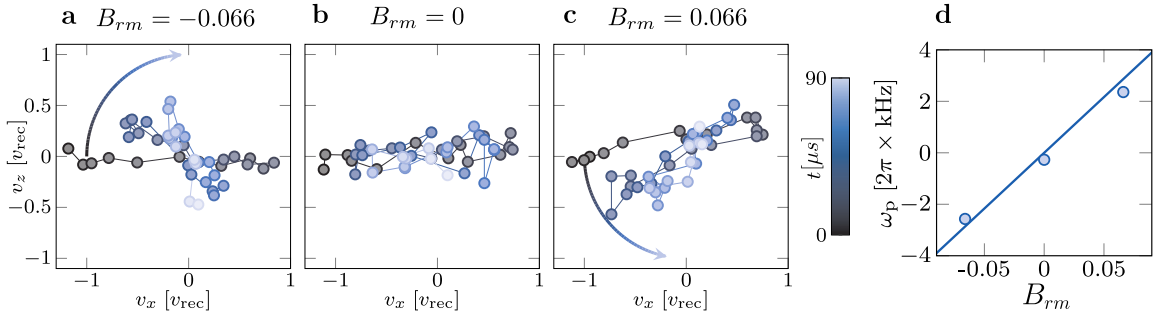 a B_{rm} = −0.066
b B_{rm} = 0
c B_{rm} = 0.066
d
v_z [v_rec]
1
0.5
0
−0.5
−1
−1 0 1
v_x [v_rec]
−1 0 1
v_x [v_rec]
−1 0 1
v_x [v_rec]
90
t[μs]
0
ω_p [2π × kHz]
4
2
0
−2
−4
-0.05 0 0.05
B_{rm}